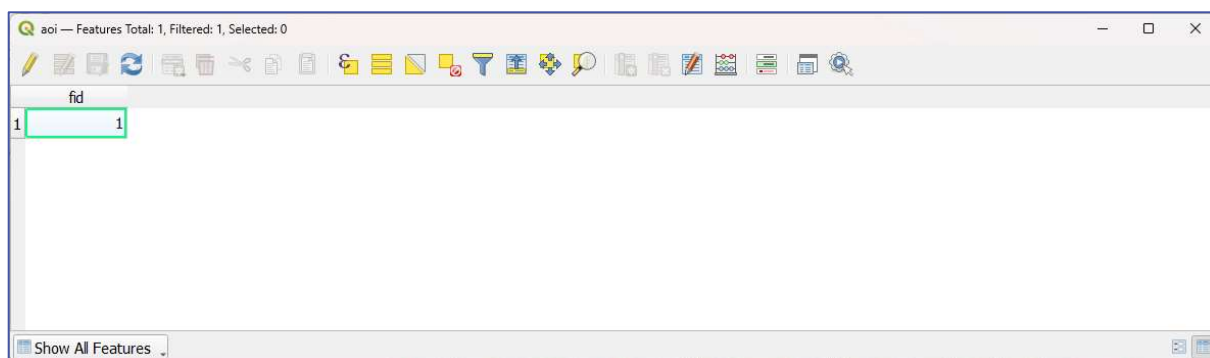 aoi — Features Total: 1, Filtered: 1, Selected: 0
fid
1 1
Show All Features